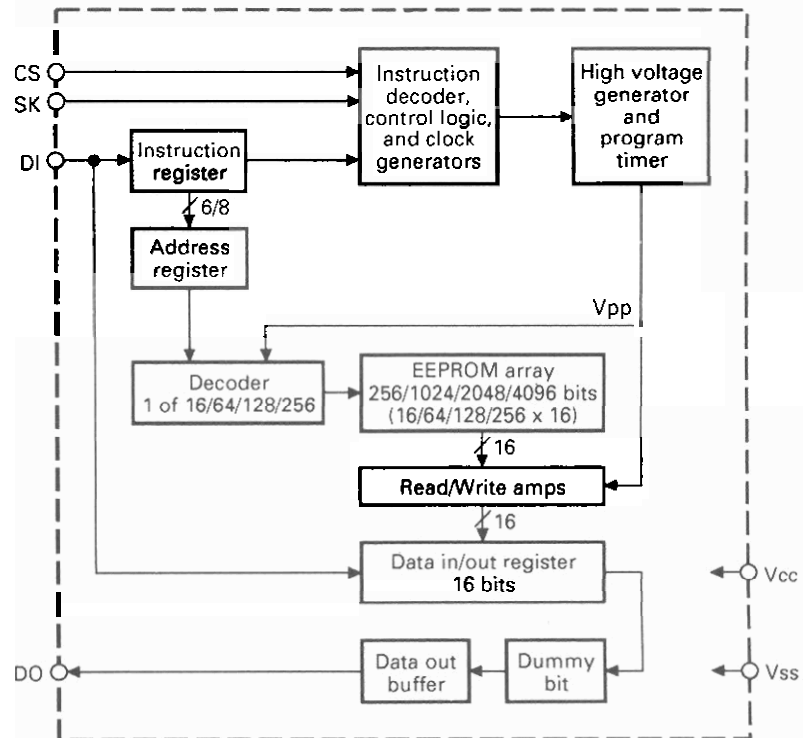 CS
SK
DI
Instruction
decoder,
control logic,
and clock
generators
High voltage
generator
and
program
timer
Instruction
register
6/8
Address
register
Vpp
Decoder
1 of 16/64/128/256
EEPROM array
256/1024/2048/4096 bits
(16/64/128/256 x 16)
16
Read/Write amps
16
Data in/out register
16 bits
Vcc
DO
Data out
buffer
Dummy
bit
Vss